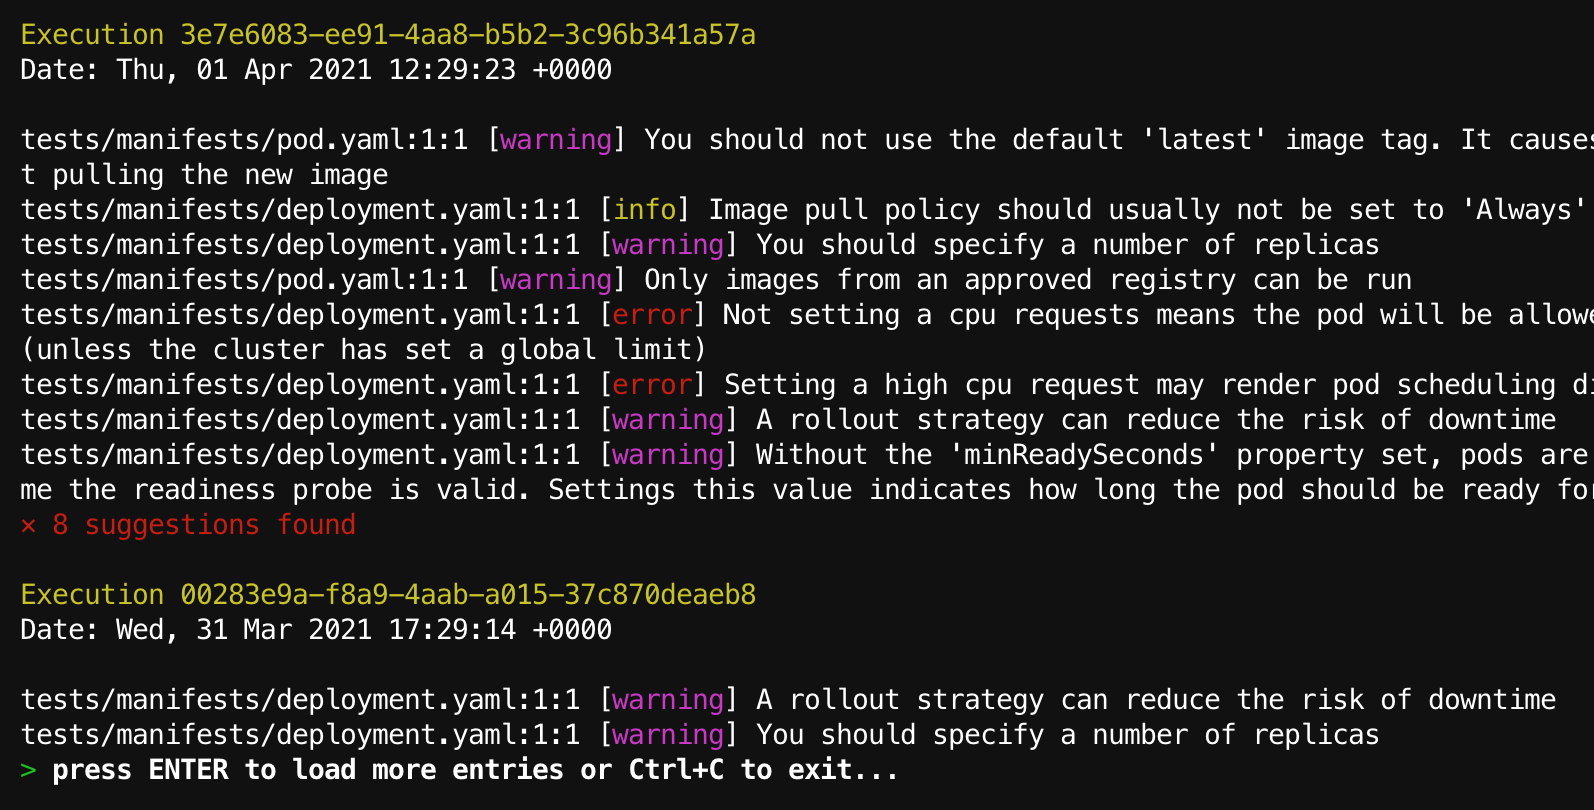 Execution 3e7e6083-ee91-4aa8-b5b2-3c96b341a57a
Date: Thu, 01 Apr 2021 12:29:23 +0000
tests/manifests/pod.yaml:1:1 [warning] You should not use the default 'latest' image tag. It causes
t pulling the new image
tests/manifests/deployment.yaml:1:1 [info] Image pull policy should usually not be set to 'Always'
tests/manifests/deployment.yaml:1:1 [warning] You should specify a number of replicas
tests/manifests/pod.yaml:1:1 [warning] Only images from an approved registry can be run
tests/manifests/deployment.yaml:1:1 [error] Not setting a cpu requests means the pod will be allowe
(unless the cluster has set a global limit)
tests/manifests/deployment.yaml:1:1 [error] Setting a high cpu request may render pod scheduling di
tests/manifests/deployment.yaml:1:1 [warning] A rollout strategy can reduce the risk of downtime
tests/manifests/deployment.yaml:1:1 [warning] Without the 'minReadySeconds' property set, pods are
me the readiness probe is valid. Settings this value indicates how long the pod should be ready for
× 8 suggestions found
Execution 00283e9a-f8a9-4aab-a015-37c870deaeb8
Date: Wed, 31 Mar 2021 17:29:14 +0000
tests/manifests/deployment.yaml:1:1 [warning] A rollout strategy can reduce the risk of downtime
tests/manifests/deployment.yaml:1:1 [warning] You should specify a number of replicas
> press ENTER to load more entries or Ctrl+C to exit...